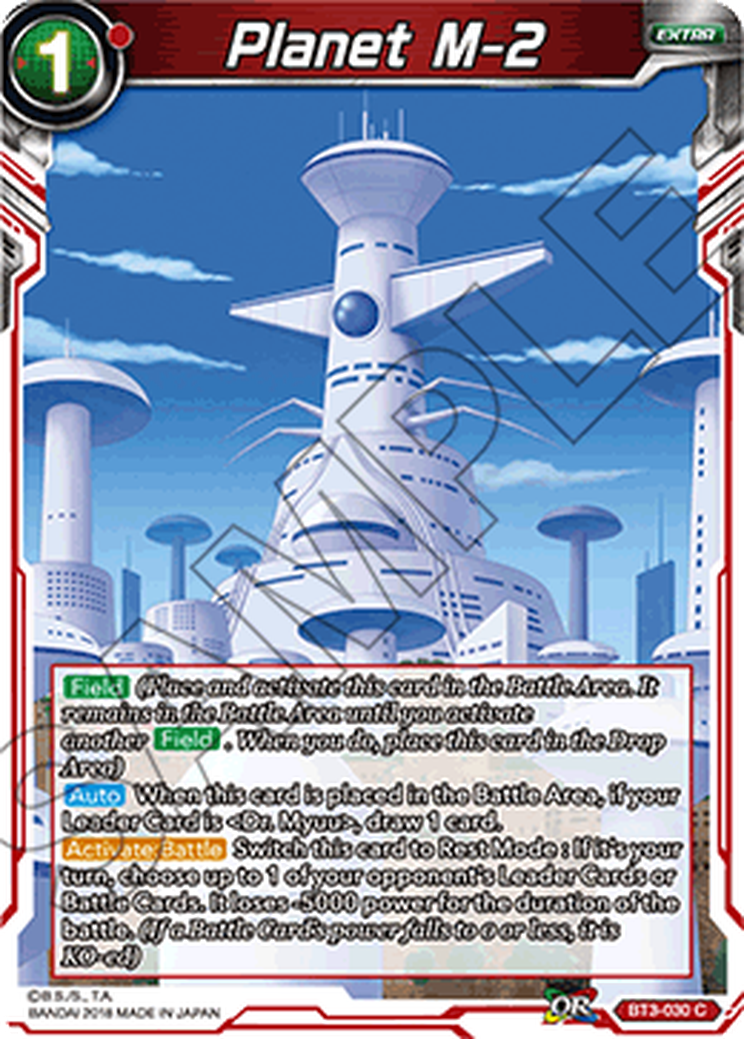 1
Planet M-2
EXTRA
SAMPLE
Field (Place and activate this card in the Battle Area. It
remains in the Battle Area until you activate
another Field . When you do, place this card in the Drop
Area)
Auto When this card is placed in the Battle Area, if your
Leader Card is <Dr. Myuu>, draw 1 card.
Activate:Battle Switch this card to Rest Mode : If it's your
turn, choose up to 1 of your opponent's Leader Cards or
Battle Cards. It loses -5000 power for the duration of the
battle. (If a Battle Card's power falls to 0 or less, it is
KO-ed)
©B.S./S., T.A.
BANDAI 2018 MADE IN JAPAN
QR
BT3-030 C